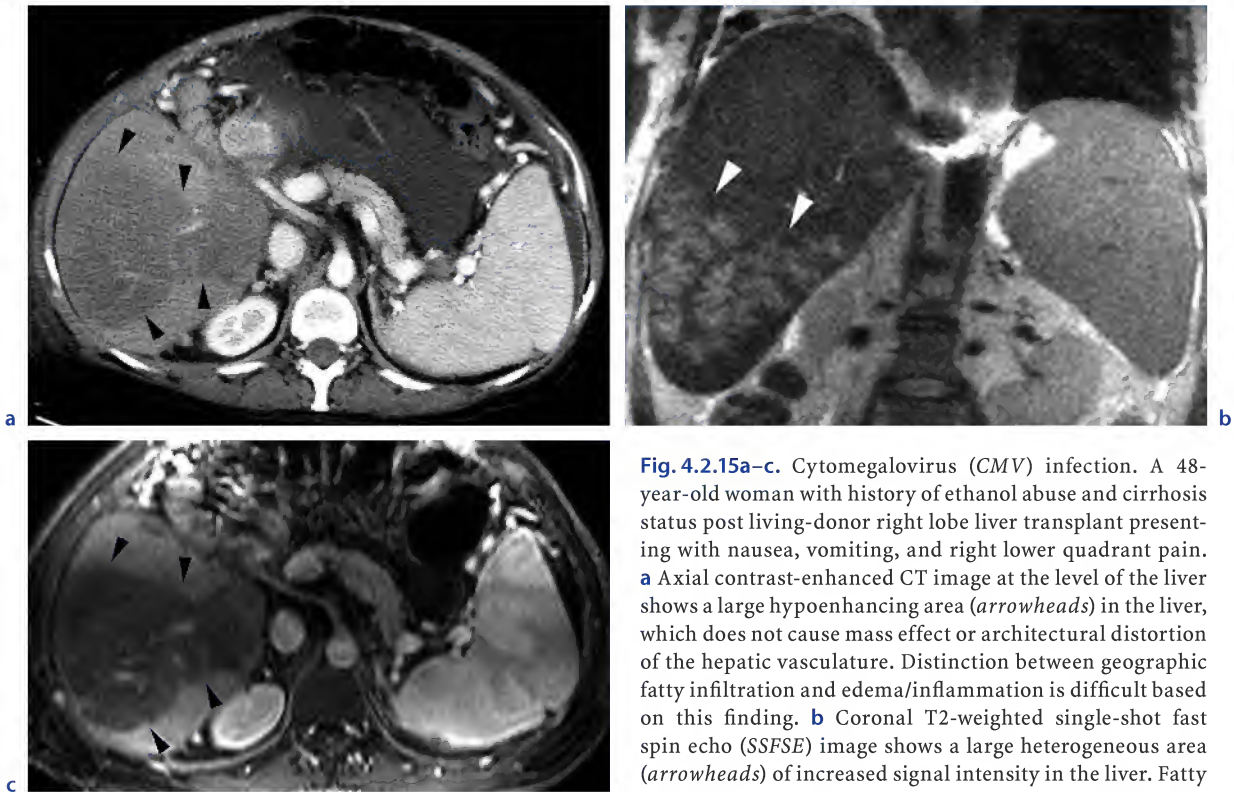 a
b
c
Fig. 4.2.15a–c. Cytomegalovirus (CMV) infection. A 48-
year-old woman with history of ethanol abuse and cirrhosis
status post living-donor right lobe liver transplant present-
ing with nausea, vomiting, and right lower quadrant pain.
a Axial contrast-enhanced CT image at the level of the liver
shows a large hypoenhancing area (arrowheads) in the liver,
which does not cause mass effect or architectural distortion
of the hepatic vasculature. Distinction between geographic
fatty infiltration and edema/inflammation is difficult based
on this finding. b Coronal T2-weighted single-shot fast
spin echo (SSFSE) image shows a large heterogeneous area
(arrowheads) of increased signal intensity in the liver. Fatty